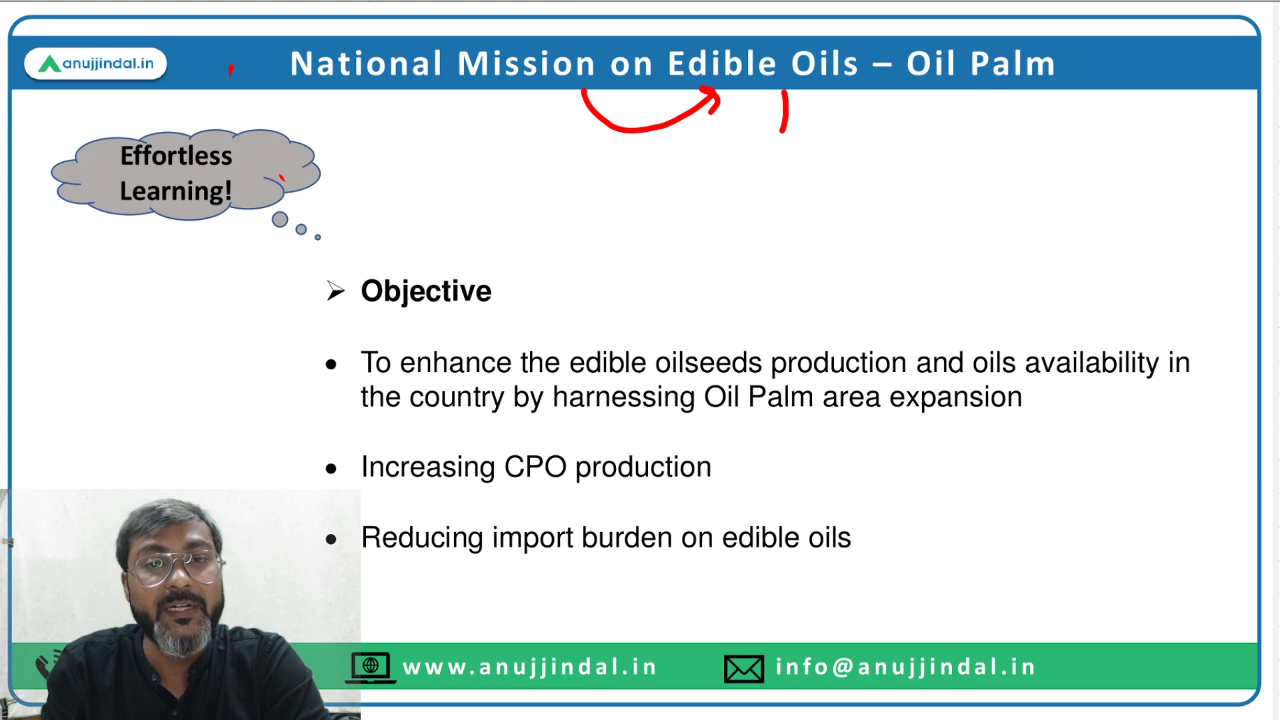 anujjindal.in
National Mission on Edible Oils – Oil Palm
Effortless
Learning!
Objective
To enhance the edible oilseeds production and oils availability in
the country by harnessing Oil Palm area expansion
Increasing CPO production
Reducing import burden on edible oils
www.anujjindal.in
info@anujjindal.in